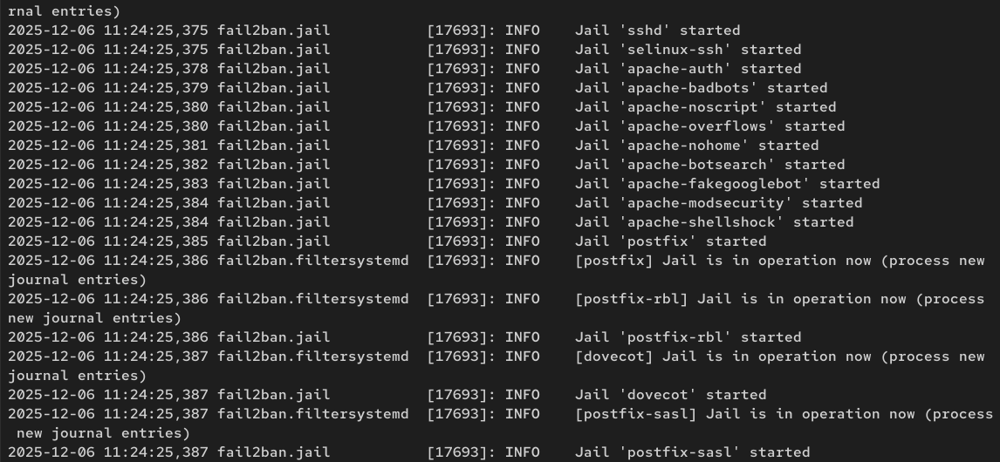 rnal entries)
2025-12-06 11:24:25,375 fail2ban.jail           [17693]: INFO    Jail 'sshd' started
2025-12-06 11:24:25,375 fail2ban.jail           [17693]: INFO    Jail 'selinux-ssh' started
2025-12-06 11:24:25,378 fail2ban.jail           [17693]: INFO    Jail 'apache-auth' started
2025-12-06 11:24:25,379 fail2ban.jail           [17693]: INFO    Jail 'apache-badbots' started
2025-12-06 11:24:25,380 fail2ban.jail           [17693]: INFO    Jail 'apache-noscript' started
2025-12-06 11:24:25,380 fail2ban.jail           [17693]: INFO    Jail 'apache-overflows' started
2025-12-06 11:24:25,381 fail2ban.jail           [17693]: INFO    Jail 'apache-nohome' started
2025-12-06 11:24:25,382 fail2ban.jail           [17693]: INFO    Jail 'apache-botsearch' started
2025-12-06 11:24:25,383 fail2ban.jail           [17693]: INFO    Jail 'apache-fakegooglebot' started
2025-12-06 11:24:25,384 fail2ban.jail           [17693]: INFO    Jail 'apache-modsecurity' started
2025-12-06 11:24:25,384 fail2ban.jail           [17693]: INFO    Jail 'apache-shellshock' started
2025-12-06 11:24:25,385 fail2ban.jail           [17693]: INFO    Jail 'postfix' started
2025-12-06 11:24:25,386 fail2ban.filtersystemd  [17693]: INFO    [postfix] Jail is in operation now (process new
journal entries)
2025-12-06 11:24:25,386 fail2ban.filtersystemd  [17693]: INFO    [postfix-rbl] Jail is in operation now (process
new journal entries)
2025-12-06 11:24:25,386 fail2ban.jail           [17693]: INFO    Jail 'postfix-rbl' started
2025-12-06 11:24:25,387 fail2ban.filtersystemd  [17693]: INFO    [dovecot] Jail is in operation now (process new
journal entries)
2025-12-06 11:24:25,387 fail2ban.jail           [17693]: INFO    Jail 'dovecot' started
2025-12-06 11:24:25,387 fail2ban.filtersystemd  [17693]: INFO    [postfix-sasl] Jail is in operation now (process
 new journal entries)
2025-12-06 11:24:25,387 fail2ban.jail           [17693]: INFO    Jail 'postfix-sasl' started